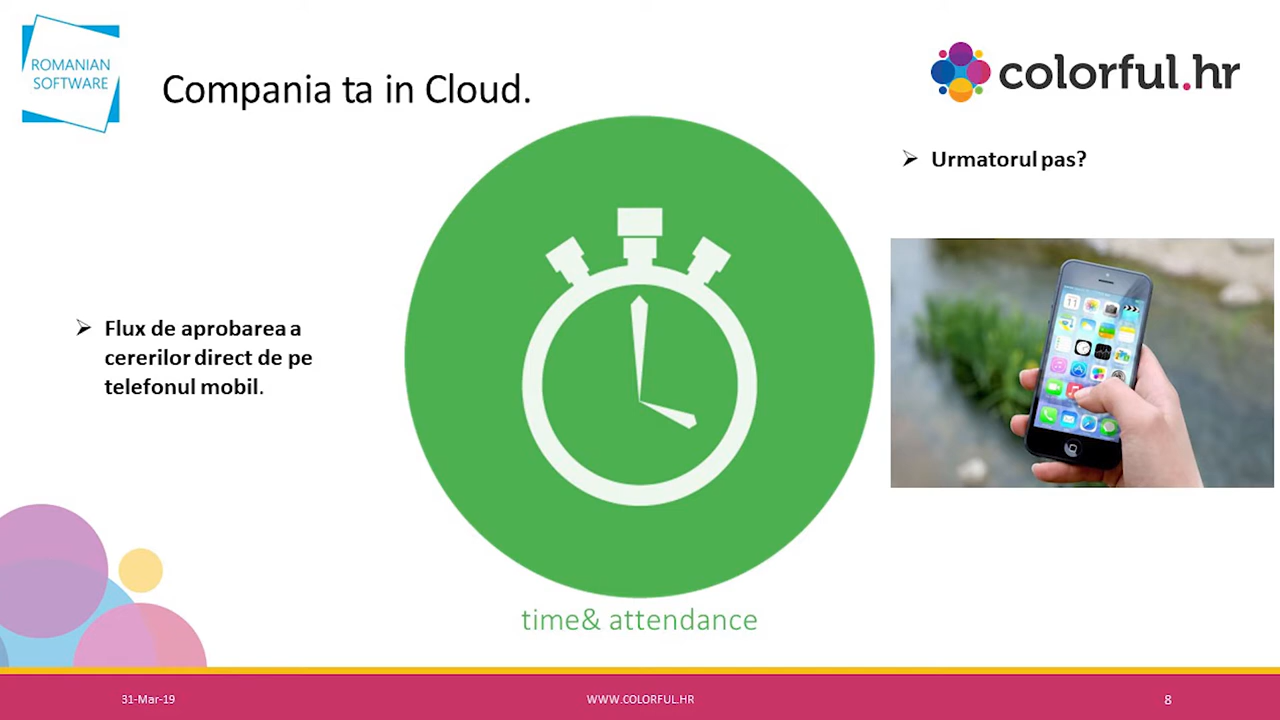 ROMANIAN
SOFTWARE
Compania ta in Cloud.
colorful.hr
Urmatorul pas?
Flux de aprobarea a
cererilor direct de pe
telefonul mobil.
time& attendance
31-Mar-19
WWW.COLORFUL.HR
8